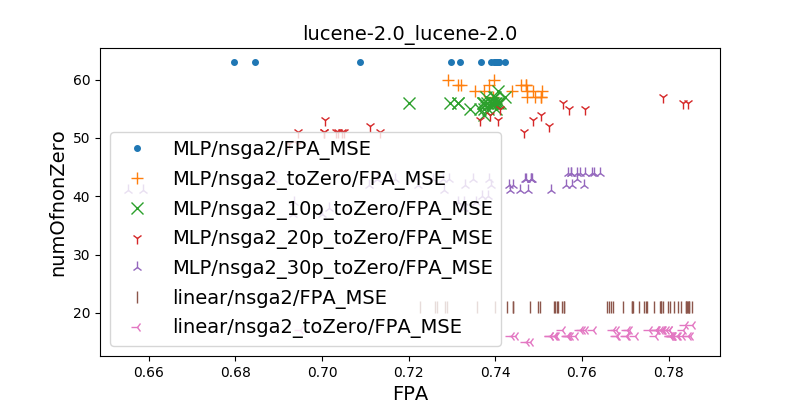 lucene-2.0_lucene-2.0
numOfnonZero
60
50
40
30
20
MLP/nsga2/FPA_MSE
MLP/nsga2_toZero/FPA_MSE
MLP/nsga2_10p_toZero/FPA_MSE
MLP/nsga2_20p_toZero/FPA_MSE
MLP/nsga2_30p_toZero/FPA_MSE
linear/nsga2/FPA_MSE
linear/nsga2_toZero/FPA_MSE
0.66 0.68 0.70 0.72 0.74 0.76 0.78
FPA